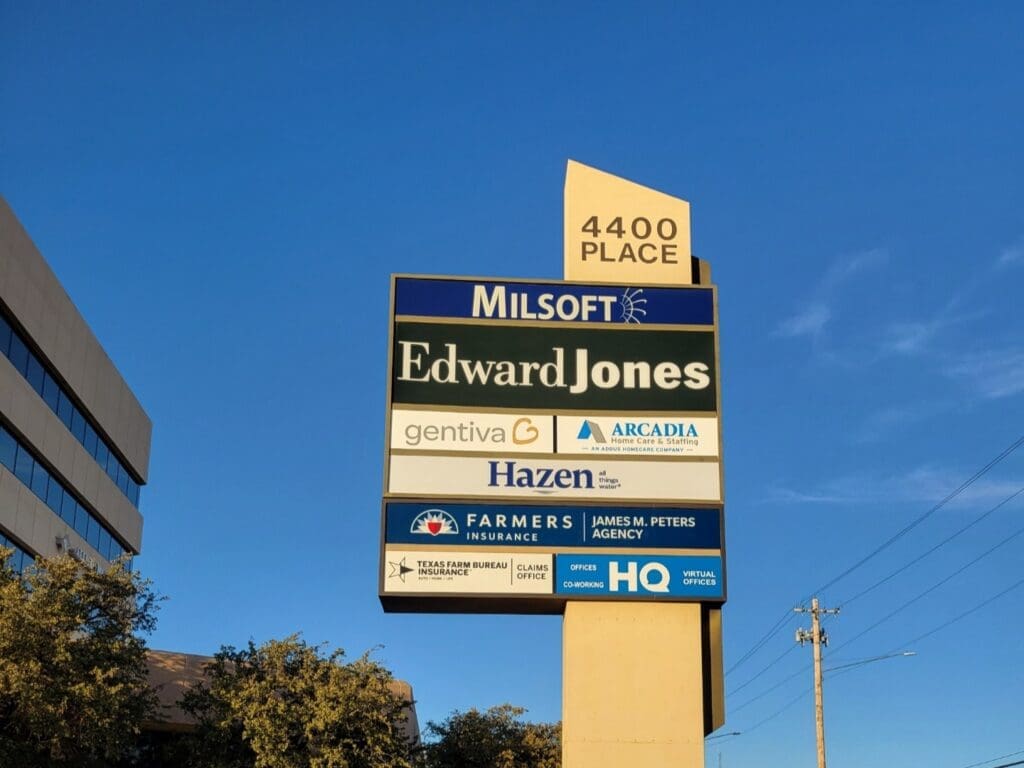 4400
PLACE
MILSOFT
Edward Jones
gentiva
ARCADIA
Home Care & Staffing
AN ADDUS HOMECARE COMPANY
Hazen
all
things
water®
FARMERS
INSURANCE
JAMES M. PETERS
AGENCY
TEXAS FARM BUREAU
INSURANCE
AUTO / HOME / LIFE
CLAIMS
OFFICE
OFFICES
CO-WORKING
HQ
VIRTUAL
OFFICES